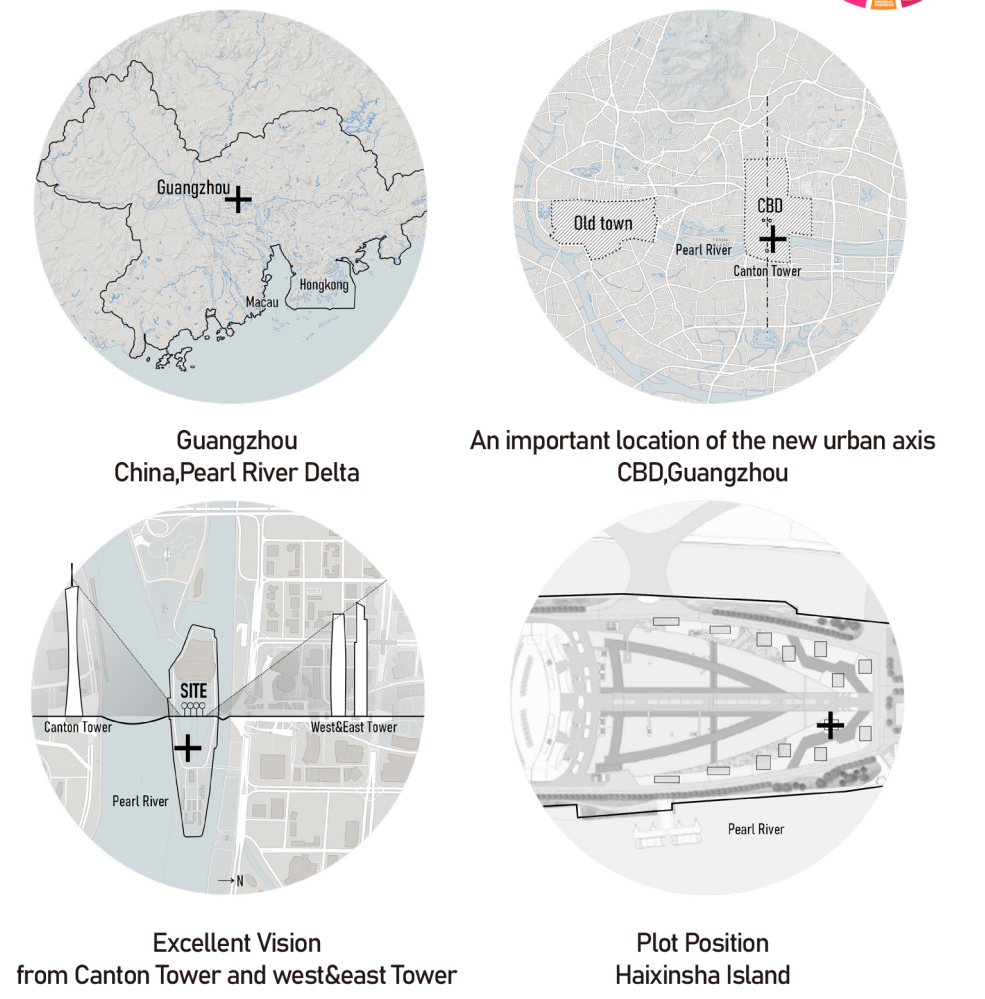 Guangzhou
Hongkong
Macau
Guangzhou
China,Pearl River Delta
Old town
CBD
Pearl River
Canton Tower
An important location of the new urban axis
CBD,Guangzhou
SITE
Canton Tower
West&East Tower
Pearl River
N
Excellent Vision
from Canton Tower and west&east Tower
Pearl River
Plot Position
Haixinsha Island